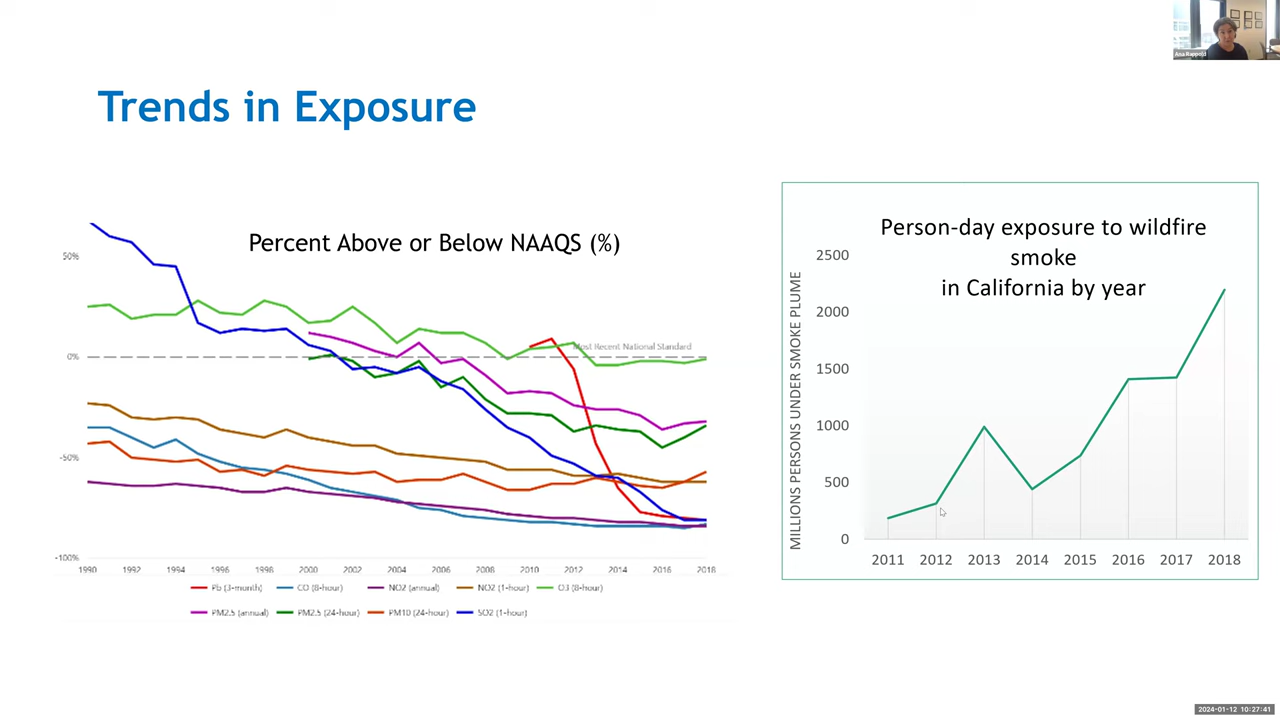 Ana Rappold
Trends in Exposure
Percent Above or Below NAAQS (%)
50%
0%
-50%
-100%
Most Recent National Standard
1990 1992 1994 1996 1998 2000 2002 2004 2006 2008 2010 2012 2014 2016 2018
Pb (3-month) CO (8-hour) NO2 (annual) NO2 (1-hour) O3 (8-hour)
PM2.5 (annual) PM2.5 (24-hour) PM10 (24-hour) SO2 (1-hour)
Person-day exposure to wildfire
smoke
in California by year
MILLIONS PERSONS UNDER SMOKE PLUME
2500
2000
1500
1000
500
0
2011 2012 2013 2014 2015 2016 2017 2018
2024-01-12 10:27:41